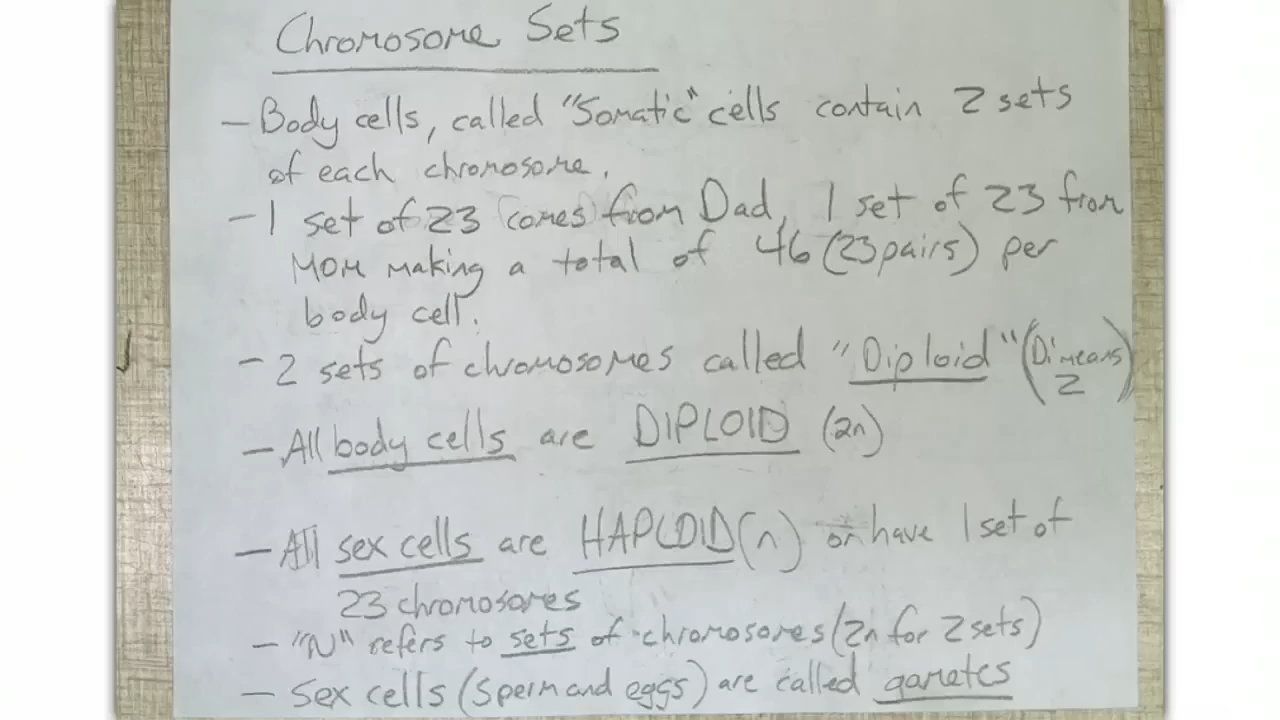 Chromosome Sets
- Body cells, called "Somatic" cells contain 2 sets
of each chromosome.
- 1 set of 23 comes from Dad, 1 set of 23 from
MOM making a total of 46 (23 pairs) per
body cell.
- 2 sets of chromosomes called "Diploid" (Di means
2)
- All body cells are DIPLOID (2n)
- All sex cells are HAPLOID (n) or have 1 set of
23 chromosomes
- "N" refers to sets of chromosomes (2n for 2 sets)
- Sex cells (sperm and eggs) are called gametes